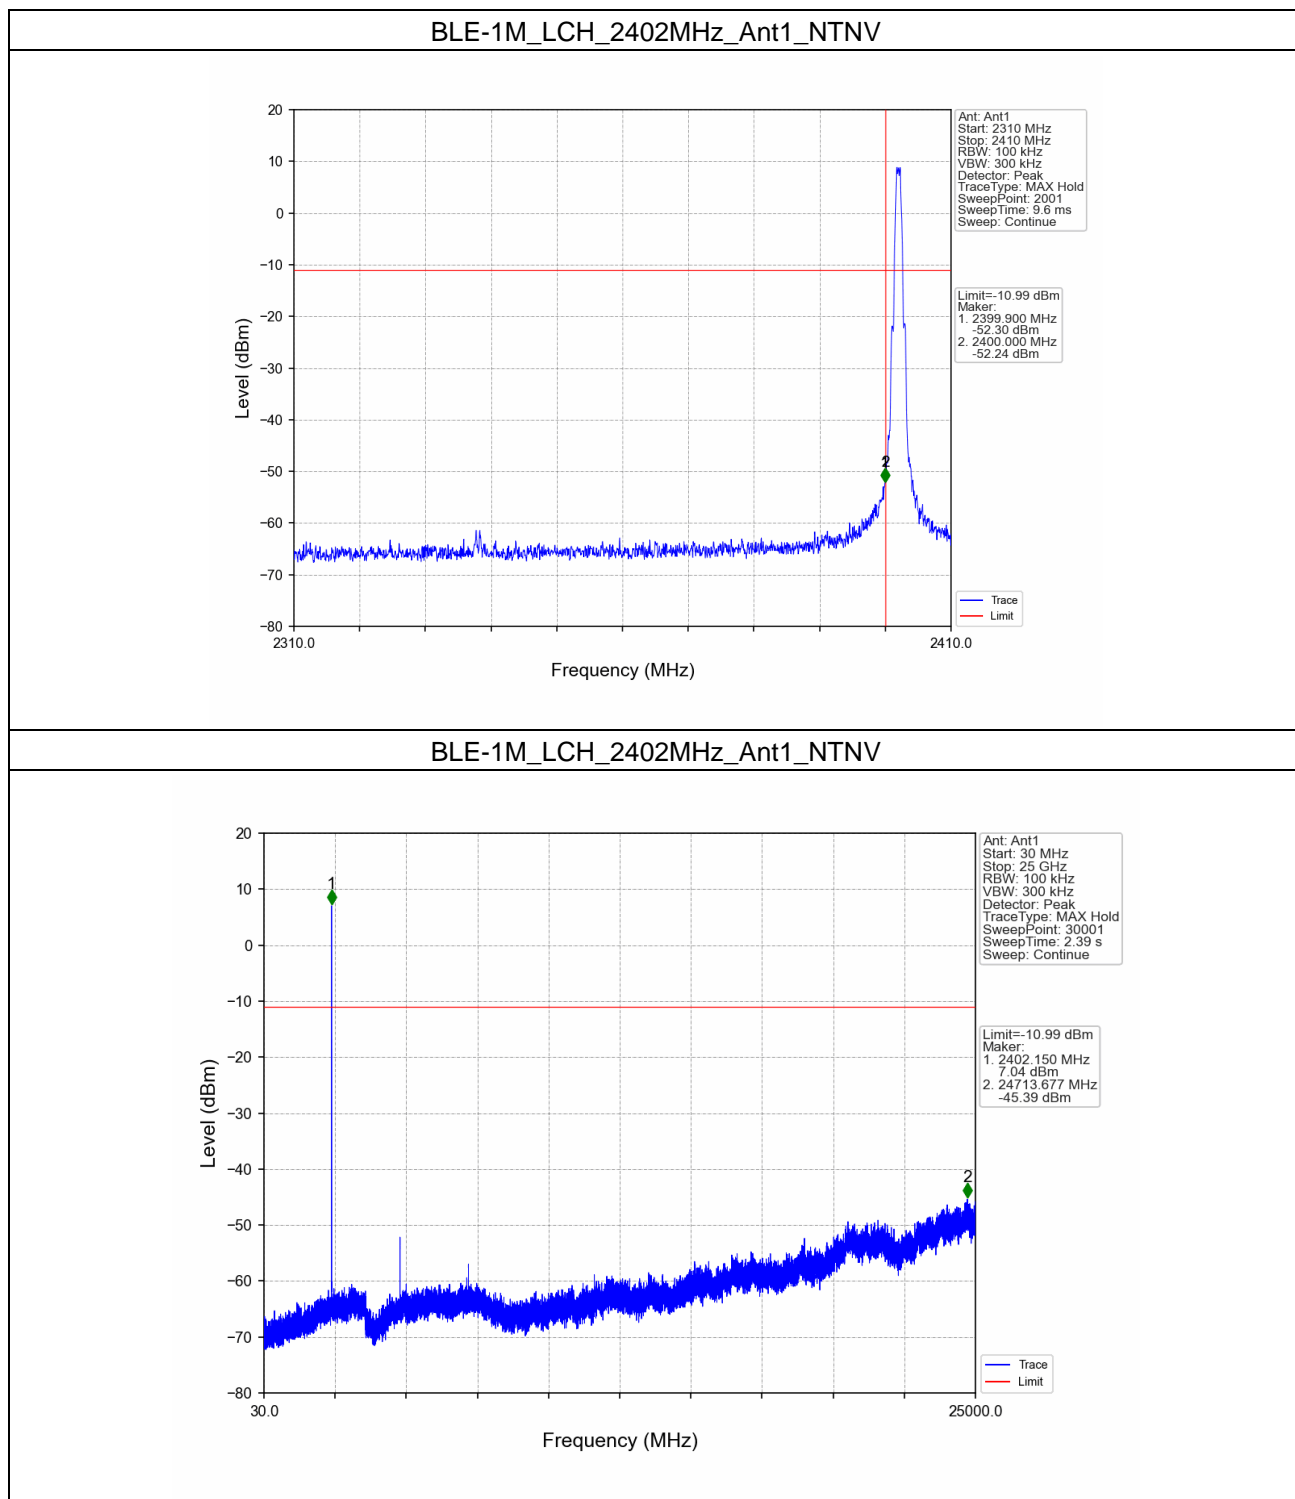 BLE-1M_LCH_2402MHz_Ant1_NTNV
20
10
0
−10
−20
−30
−40
−50
−60
−70
−80
Level (dBm)
2310.0
2410.0
Frequency (MHz)
1
2
Ant: Ant1
Start: 2310 MHz
Stop: 2410 MHz
RBW: 100 kHz
VBW: 300 kHz
Detector: Peak
TraceType: MAX Hold
SweepPoint: 2001
SweepTime: 9.6 ms
Sweep: Continue
Limit=-10.99 dBm
Maker:
1. 2399.900 MHz
-52.30 dBm
2. 2400.000 MHz
-52.24 dBm
Trace
Limit
BLE-1M_LCH_2402MHz_Ant1_NTNV
20
10
0
−10
−20
−30
−40
−50
−60
−70
−80
Level (dBm)
30.0
25000.0
Frequency (MHz)
1
2
Ant: Ant1
Start: 30 MHz
Stop: 25 GHz
RBW: 100 kHz
VBW: 300 kHz
Detector: Peak
TraceType: MAX Hold
SweepPoint: 30001
SweepTime: 2.39 s
Sweep: Continue
Limit=-10.99 dBm
Maker:
1. 2402.150 MHz
7.04 dBm
2. 24713.677 MHz
-45.39 dBm
Trace
Limit